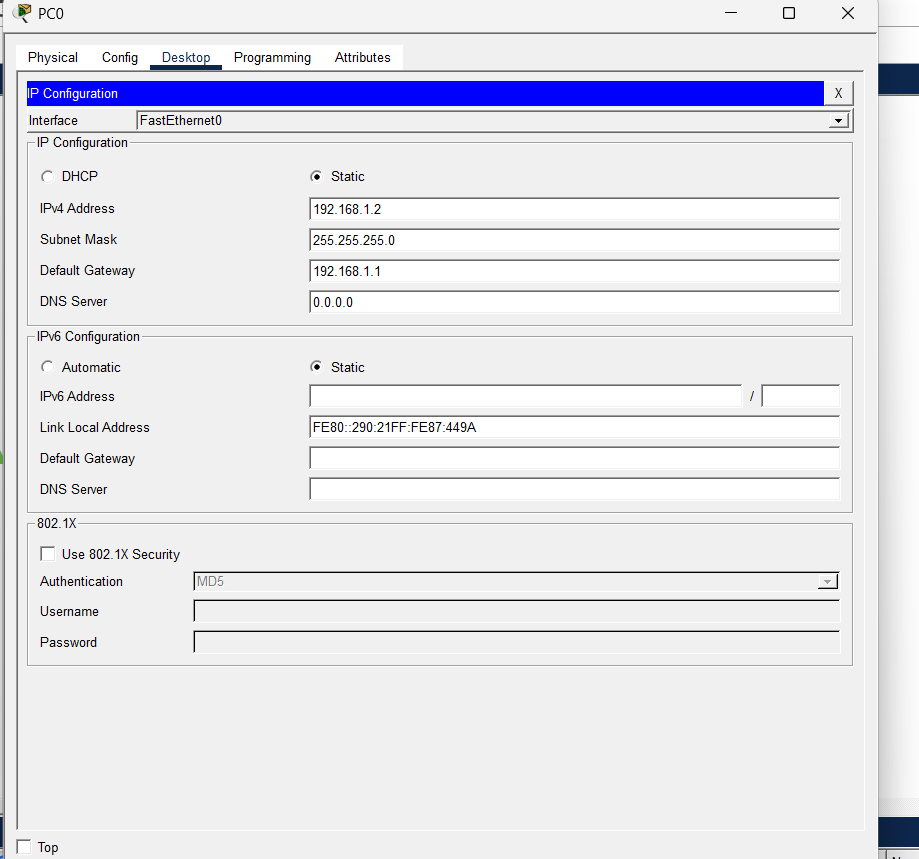 PC0
Physical Config Desktop Programming Attributes
IP Configuration X
Interface FastEthernet0
IP Configuration
DHCP Static
IPv4 Address 192.168.1.2
Subnet Mask 255.255.255.0
Default Gateway 192.168.1.1
DNS Server 0.0.0.0
IPv6 Configuration
Automatic Static
IPv6 Address /
Link Local Address FE80::290:21FF:FE87:449A
Default Gateway
DNS Server
802.1X
Use 802.1X Security
Authentication MD5
Username
Password
Top